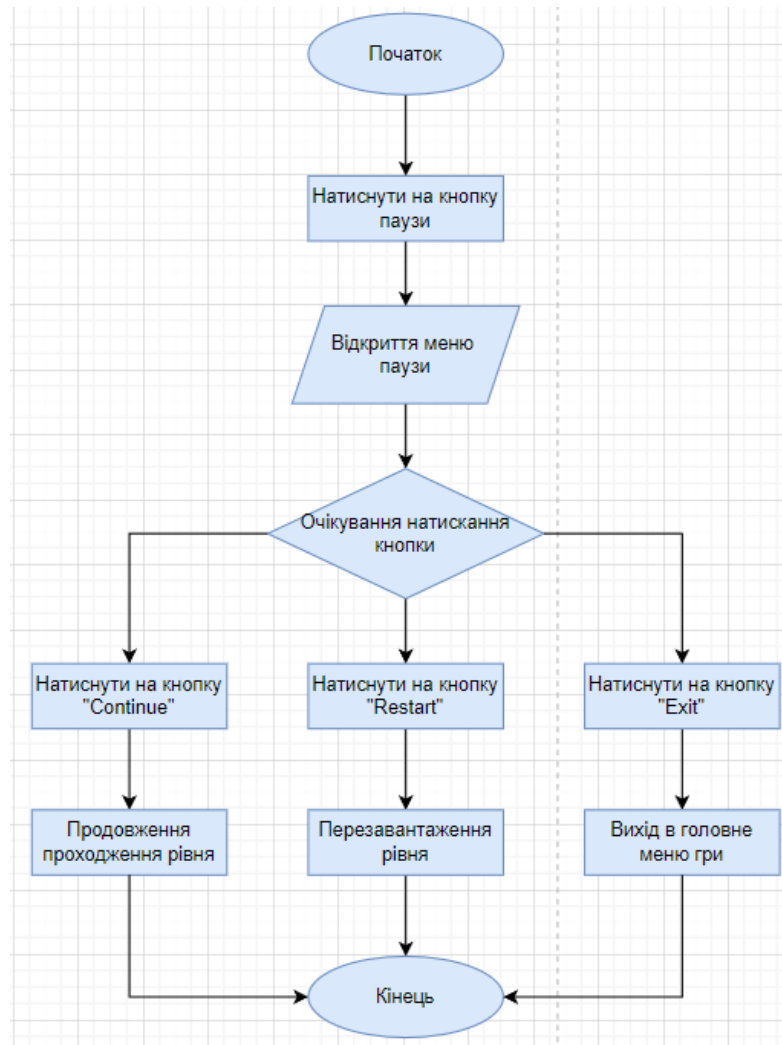 Початок
Натиснути на кнопку
паузи
Відкриття меню
паузи
Очікування натискання
кнопки
Натиснути на кнопку
"Continue"
Натиснути на кнопку
"Restart"
Натиснути на кнопку
"Exit"
Продовження
проходження рівня
Перезавантаження
рівня
Вихід в головне
меню гри
Кінець